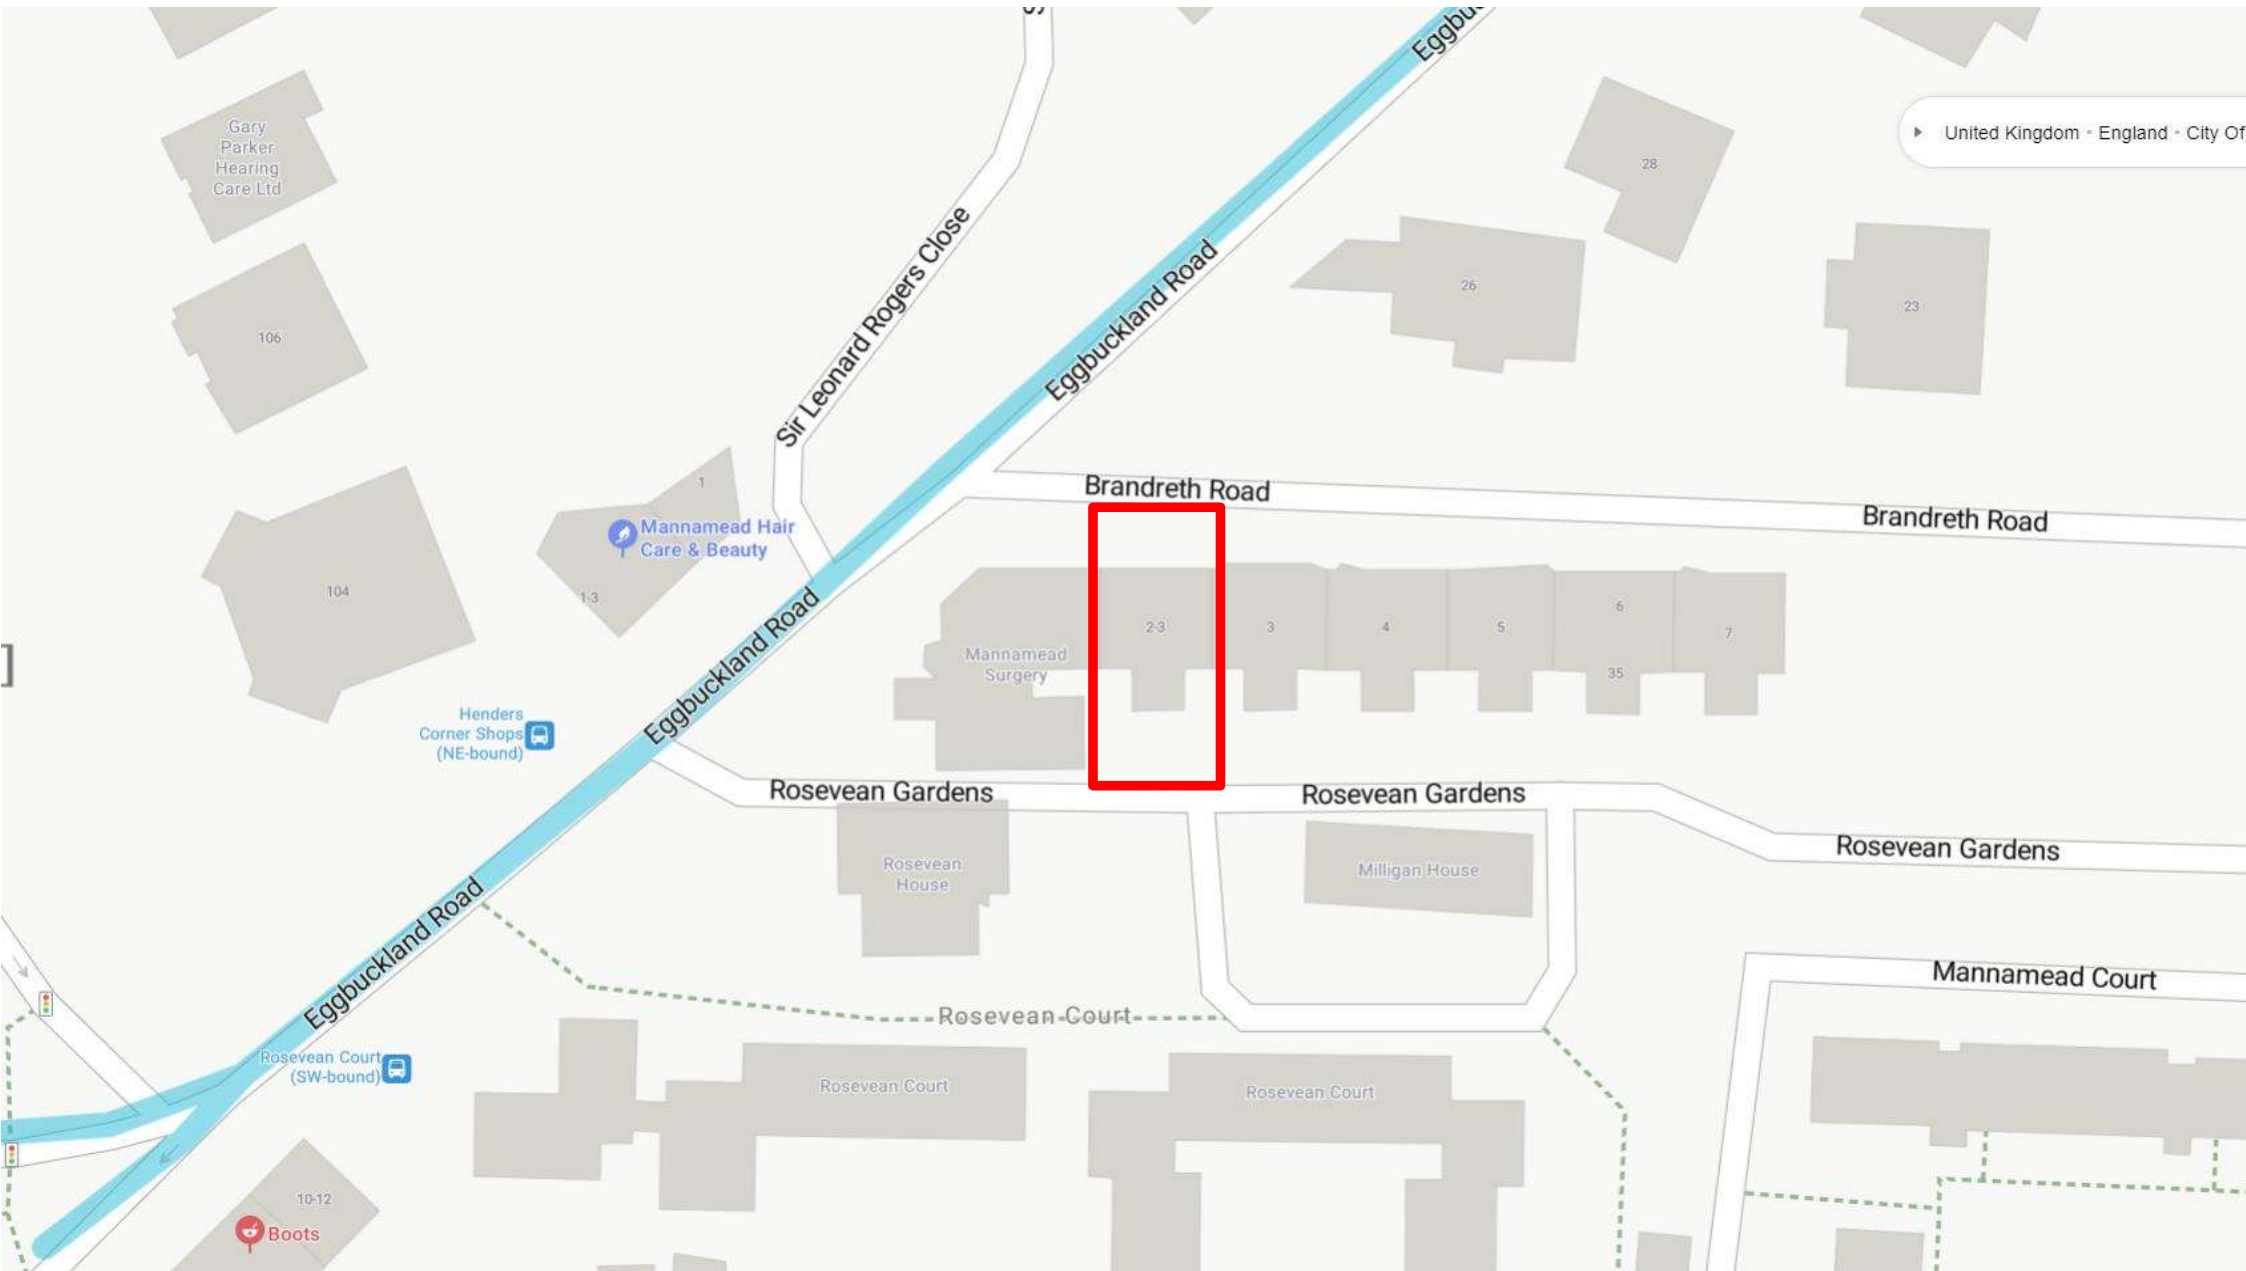 Eggbuc
United Kingdom • England • City Of
Gary
Parker
Hearing
Care Ltd
28
Sir Leonard Rogers Close
Eggbuckland Road
26
23
106
Brandreth Road
Brandreth Road
1
Mannamead Hair
Care & Beauty
1-3
104
Eggbuckland Road
Mannamead
Surgery
2-3
3
4
5
6
35
7
Henders
Corner Shops
(NE-bound)
Rosevean Gardens
Rosevean Gardens
Rosevean Gardens
Rosevean
House
Milligan House
Eggbuckland Road
Mannamead Court
Rosevean Court
Rosevean Court
(SW-bound)
Rosevean Court
Rosevean Court
10-12
Boots